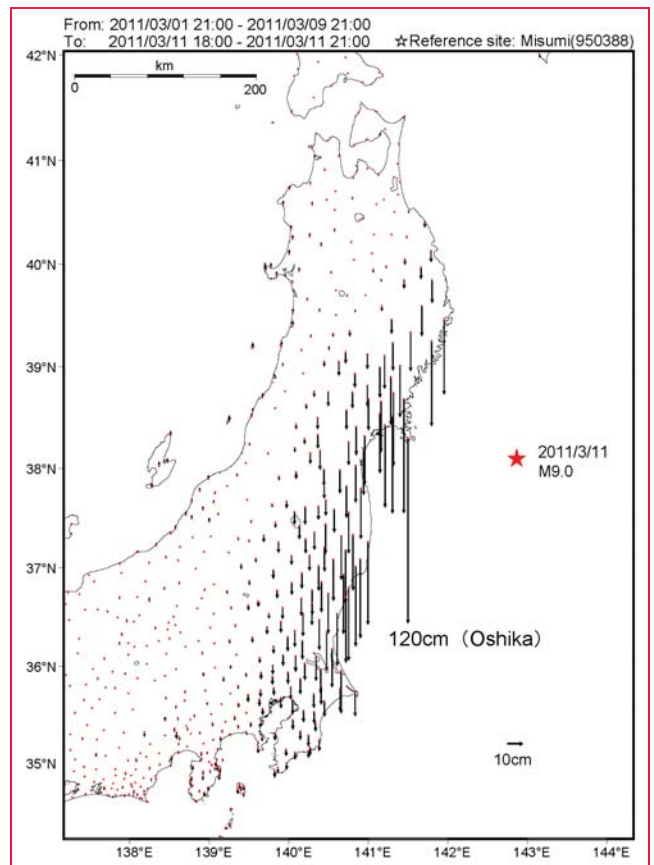 From: 2011/03/01 21:00 - 2011/03/09 21:00
To: 2011/03/11 18:00 - 2011/03/11 21:00 ☆Reference site: Misumi(950388)
42°N
km
0 200
41°N
40°N
39°N
38°N
2011/3/11
M9.0
37°N
120cm（Oshika）
36°N
10cm
35°N
138°E 139°E 140°E 141°E 142°E 143°E 144°E